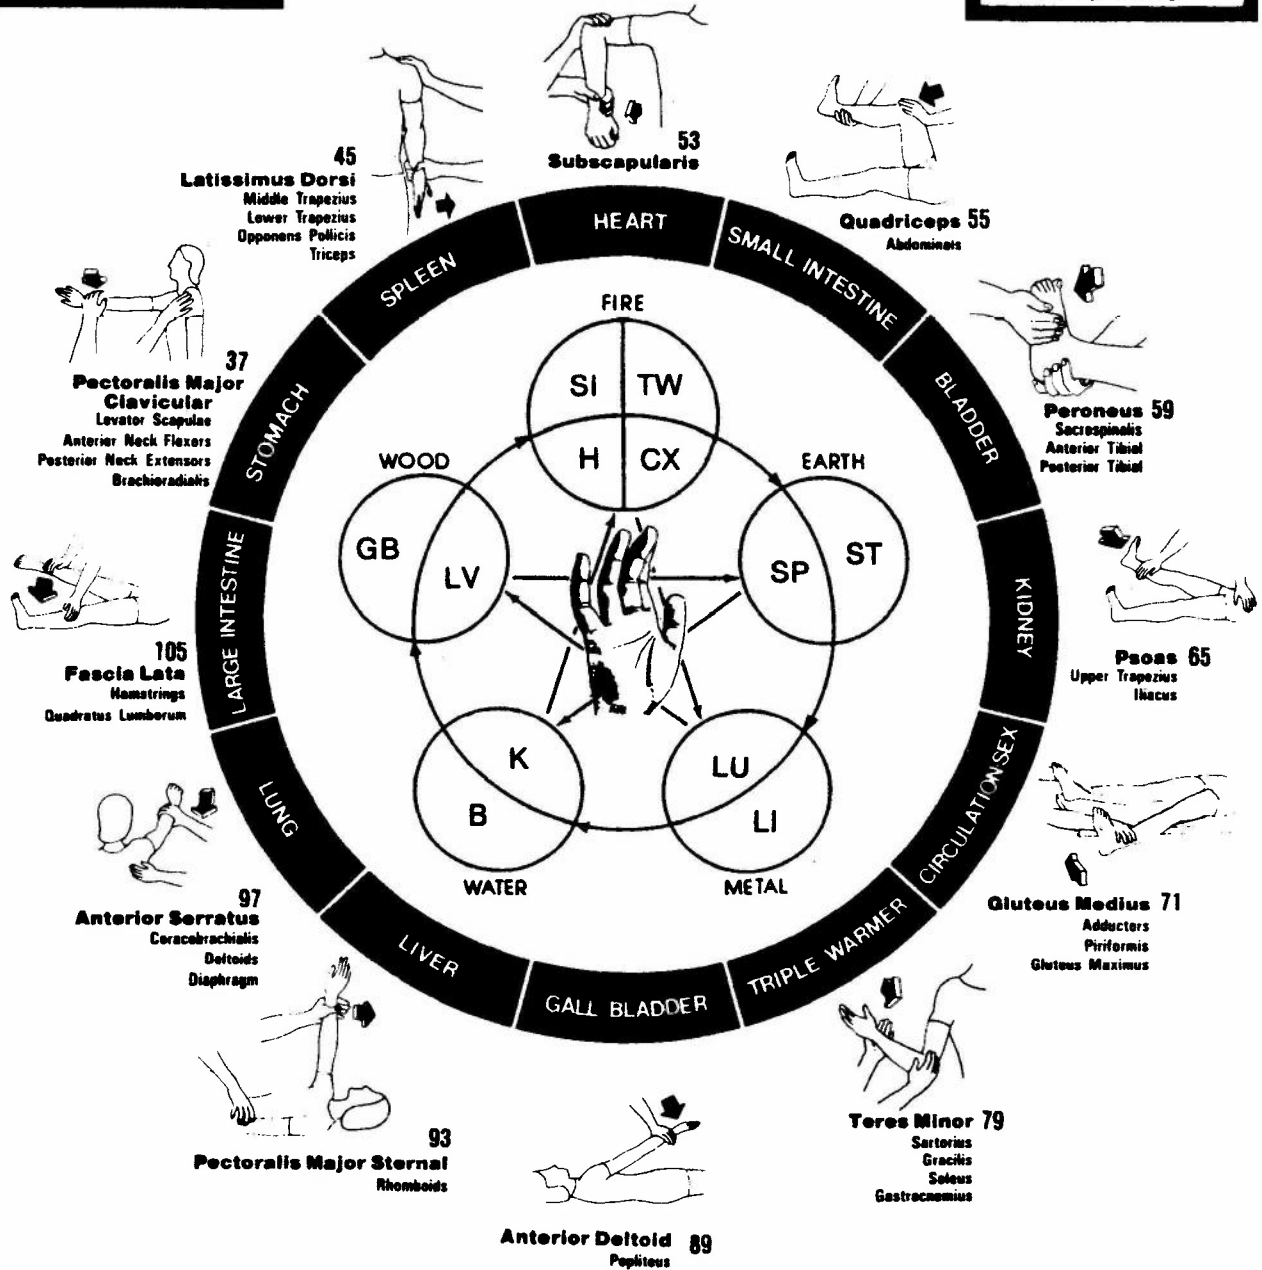 53
Subscapularis
45
Latissimus Dorsi
Middle Trapezius
Lower Trapezius
Opponens Pollicis
Triceps
Quadriceps 55
Abdominals
37
Pectoralis Major
Clavicular
Levator Scapulae
Anterior Neck Flexors
Posterior Neck Extensors
Brachioradialis
Peroneus 59
Sacrospinalis
Anterior Tibial
Posterior Tibial
105
Fascia Lata
Hamstrings
Quadratus Lumborum
Psoas 65
Upper Trapezius
Iliacus
97
Anterior Serratus
Coracobrachialis
Deltoids
Diaphragm
Gluteus Medius 71
Adductors
Piriformis
Gluteus Maximus
93
Pectoralis Major Sternal
Rhomboids
Teres Minor 79
Sartorius
Gracilis
Soleus
Gastrocnemius
Anterior Deltoid 89
Popliteus
HEART
SMALL INTESTINE
BLADDER
KIDNEY
CIRCULATION-SEX
TRIPLE WARMER
GALL BLADDER
LIVER
LUNG
LARGE INTESTINE
STOMACH
SPLEEN
FIRE
SI TW
H CX
WOOD
GB
LV
EARTH
SP
ST
K
B
WATER
LU
LI
METAL